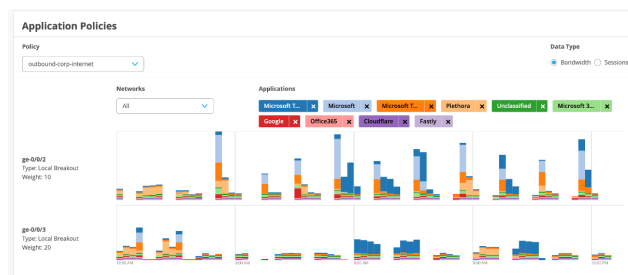 Application Policies
Policy
Data Type
outbound-corp-internet
Bandwidth Sessions
Networks
Applications
All
Microsoft T... × Microsoft × Microsoft T... × Plethora × Unclassified × Microsoft 3... ×
Google × Office365 × Cloudflare × Fastly ×
ge-0/0/2
Type: Local Breakout
Weight: 10
ge-0/0/3
Type: Local Breakout
Weight: 20